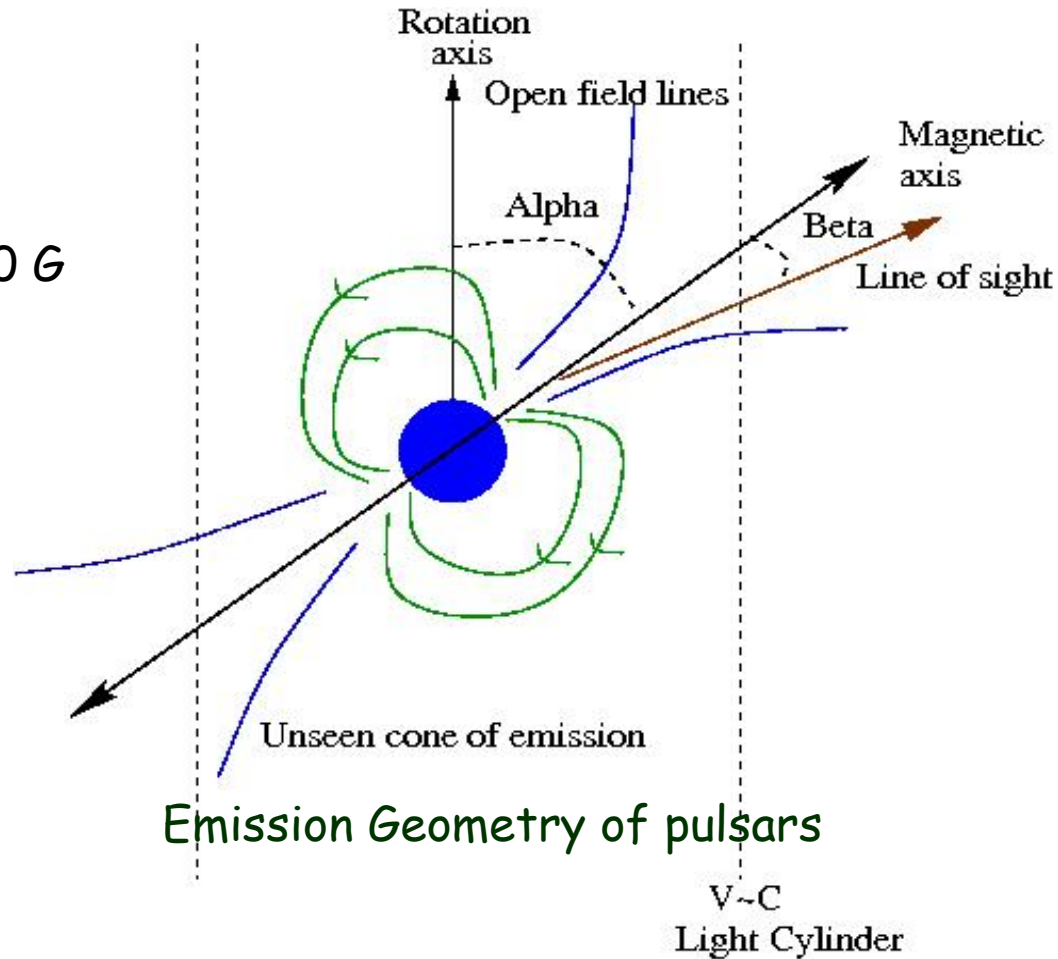 Rotation
axis
Open field lines
Magnetic
axis
Alpha
Beta
0 G
Line of sight
Unseen cone of emission
Emission Geometry of pulsars
V~C
Light Cylinder